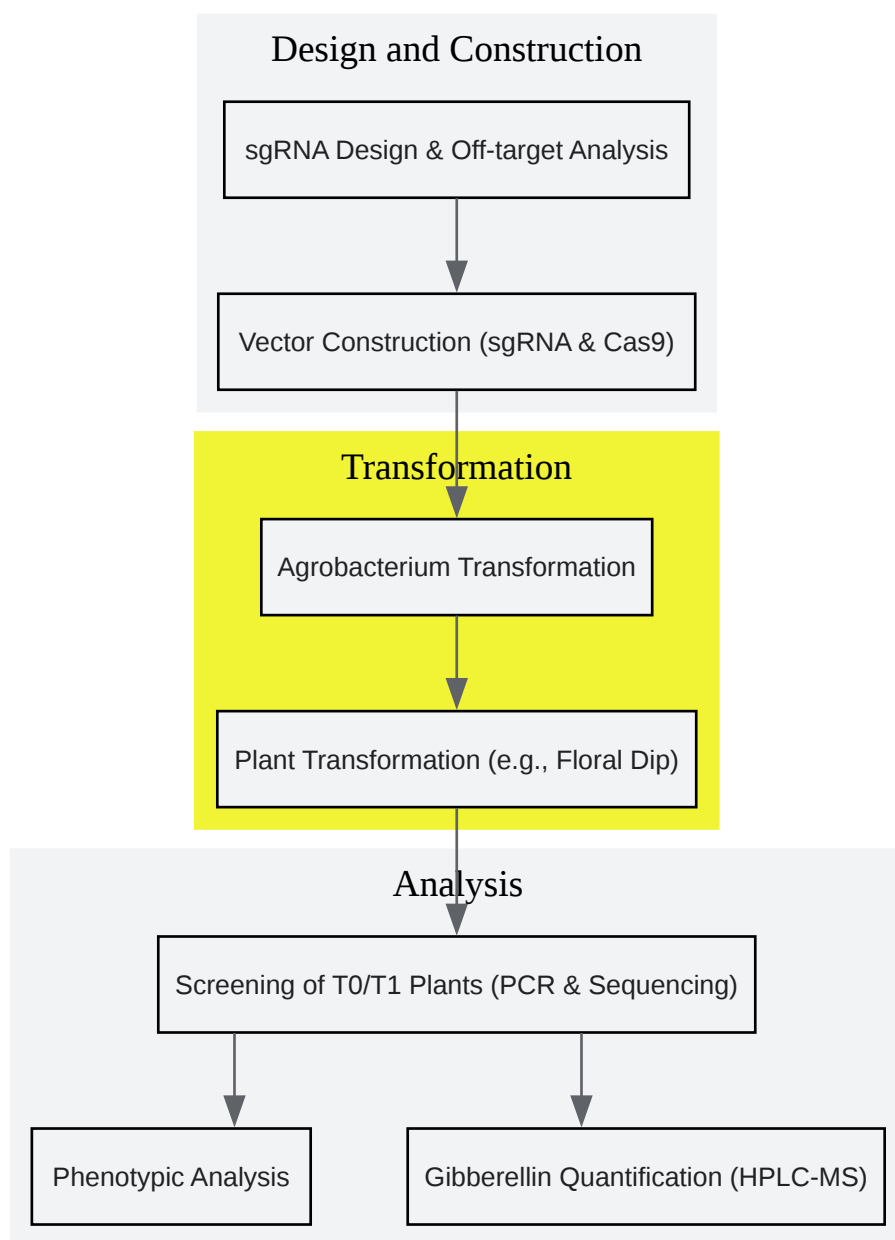 Design and Construction
sgRNA Design & Off-target Analysis
Vector Construction (sgRNA & Cas9)
Transformation
Agrobacterium Transformation
Plant Transformation (e.g., Floral Dip)
Analysis
Screening of T0/T1 Plants (PCR & Sequencing)
Phenotypic Analysis
Gibberellin Quantification (HPLC-MS)